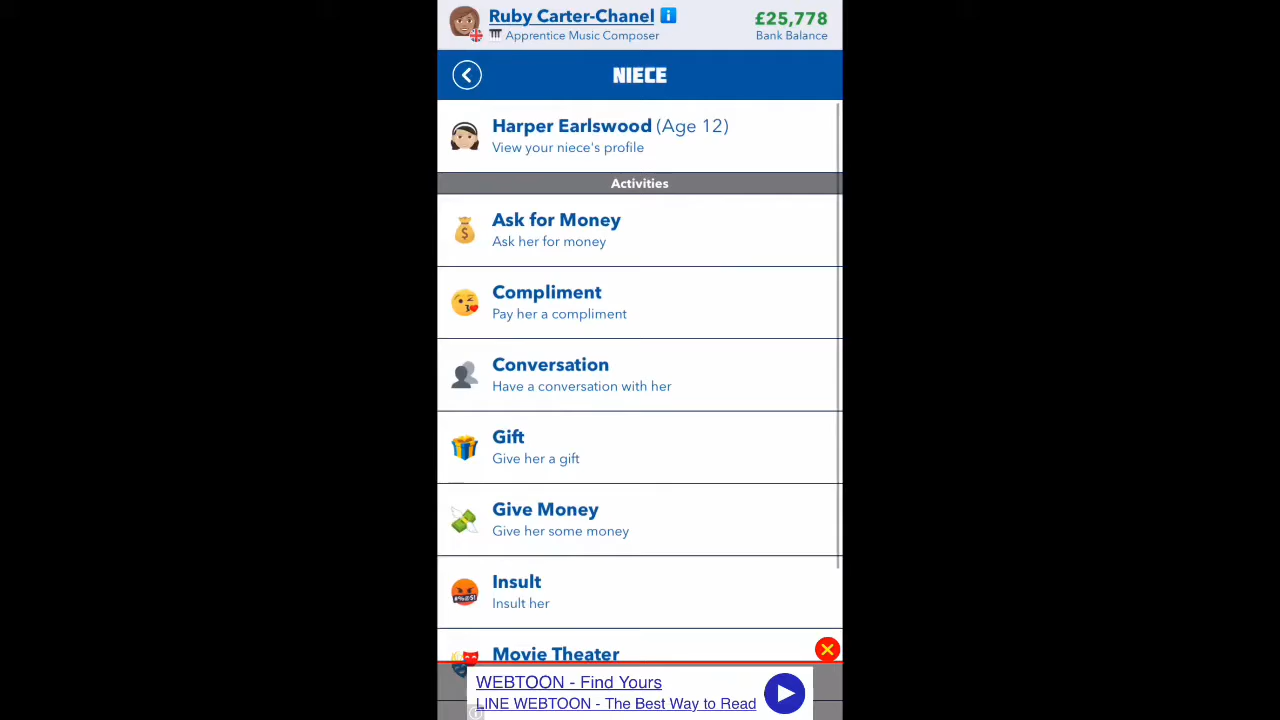 Ruby Carter-Chanel
£25,778
Apprentice Music Composer
Bank Balance
NIECE
Harper Earlswood (Age 12)
View your niece's profile
Activities
Ask for Money
Ask her for money
Compliment
Pay her a compliment
Conversation
Have a conversation with her
Gift
Give her a gift
Give Money
Give her some money
Insult
Insult her
Movie Theater
WEBTOON - Find Yours
LINE WEBTOON - The Best Way to Read